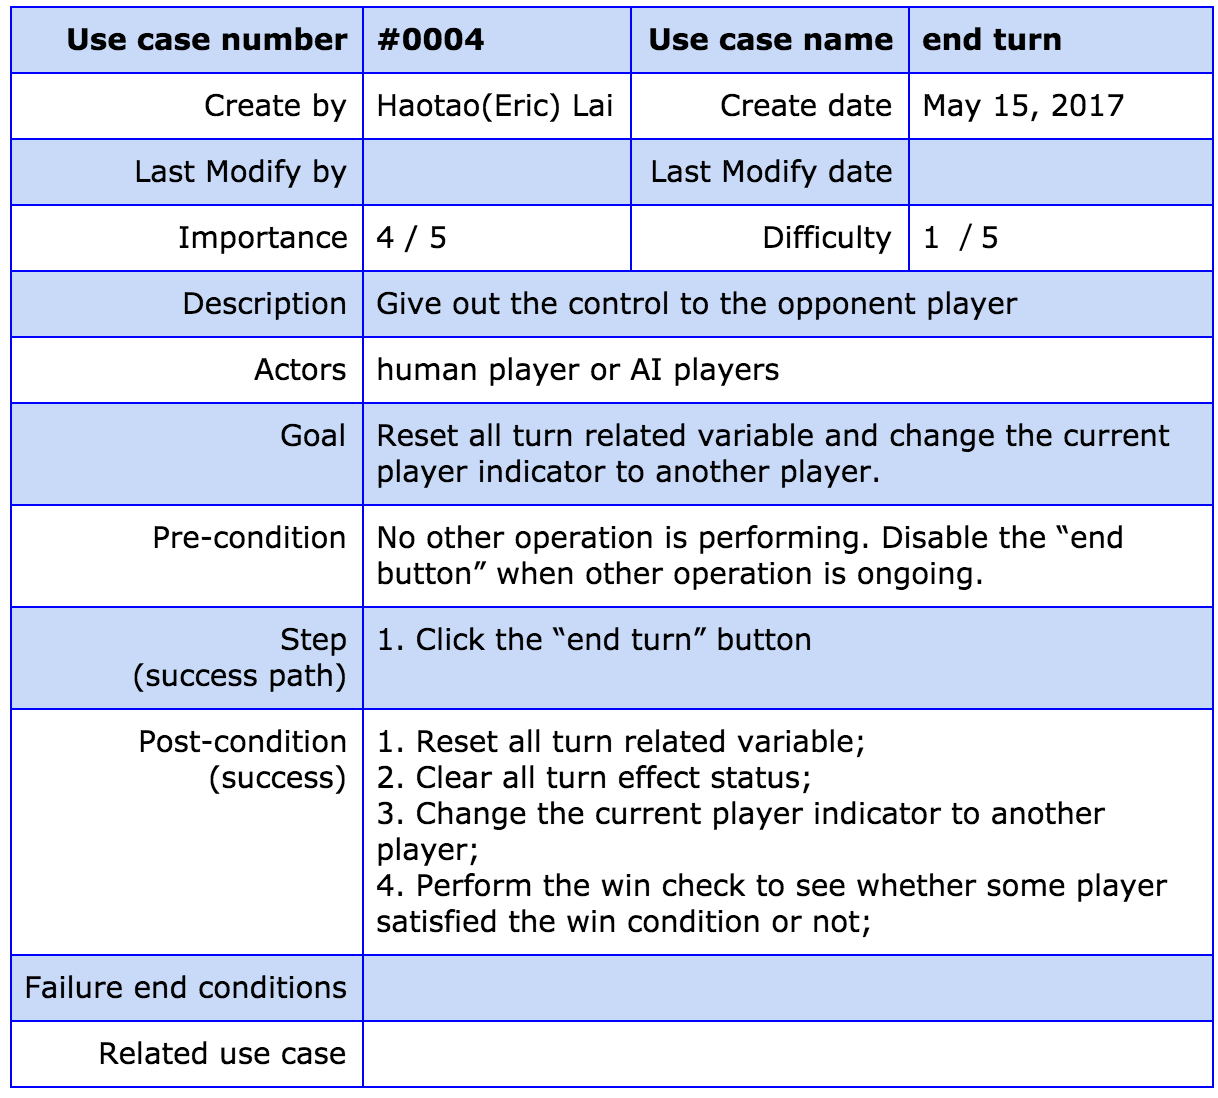 Use case number #0004 Use case name end turn
Create by Haotao(Eric) Lai Create date May 15, 2017
Last Modify by Last Modify date
Importance 4 / 5 Difficulty 1 / 5
Description Give out the control to the opponent player
Actors human player or AI players
Goal Reset all turn related variable and change the current
player indicator to another player.
Pre-condition No other operation is performing. Disable the “end
button” when other operation is ongoing.
Step 1. Click the “end turn” button
(success path)
Post-condition 1. Reset all turn related variable;
(success) 2. Clear all turn effect status;
3. Change the current player indicator to another
player;
4. Perform the win check to see whether some player
satisfied the win condition or not;
Failure end conditions
Related use case